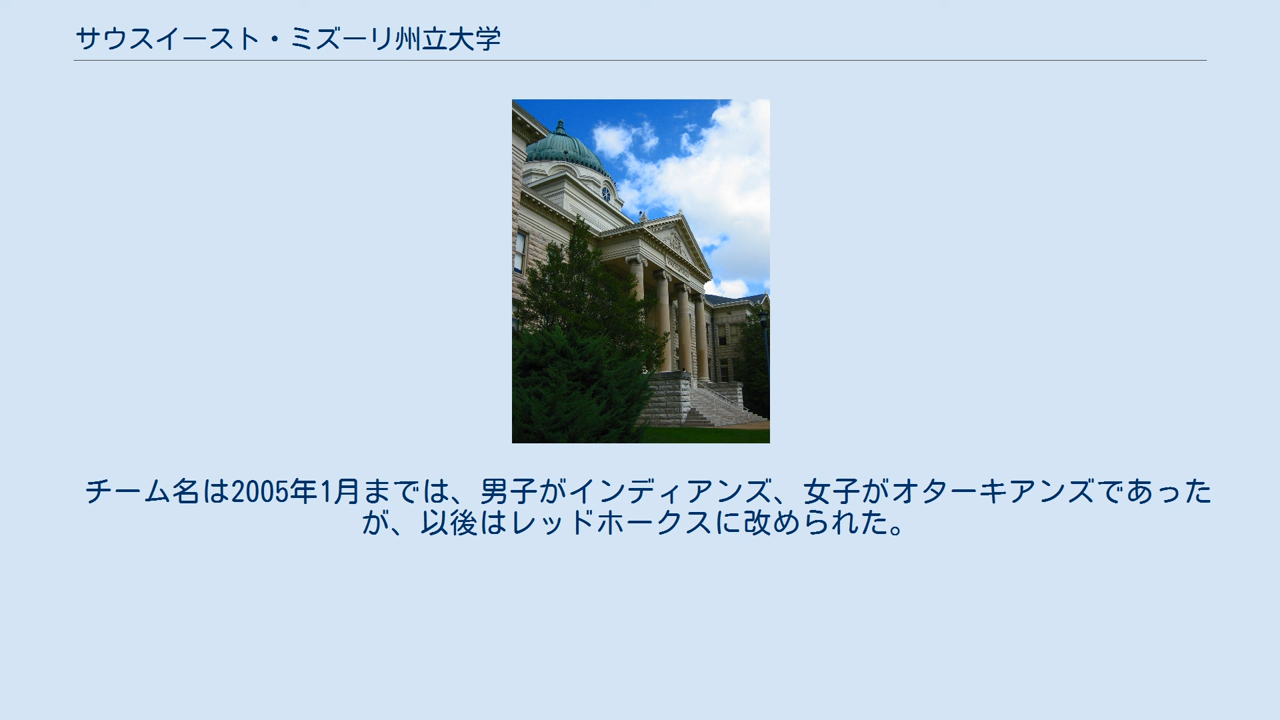 サウスイースト・ミズーリ州立大学
チーム名は2005年1月までは、男子がインディアンズ、女子がオターキアンズであった
が、以後はレッドホークスに改められた。